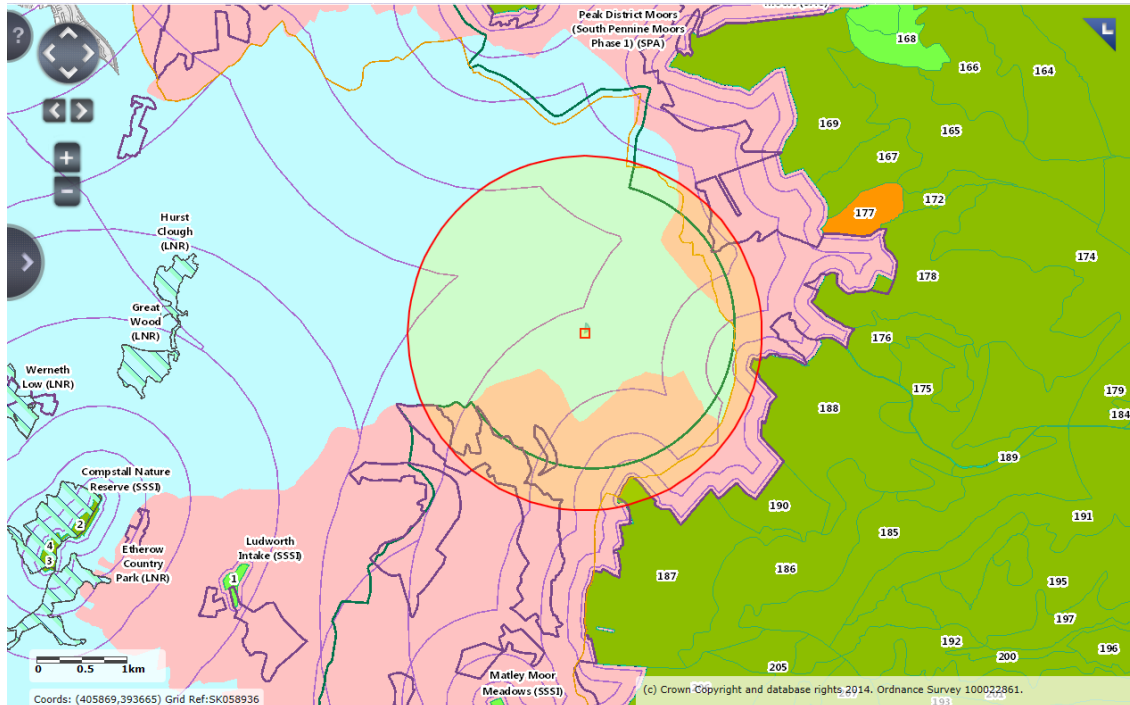 ?
Peak District Moors
(South Pennine Moors
Phase 1) (SPA)
168
166
164
169
165
167
172
177
174
178
Hurst
Clough
(LNR)
Great
Wood
(LNR)
176
Werneth
Low (LNR)
175
179
188
184
189
Compstall Nature
Reserve (SSSI)
2
4
3
190
191
185
Etherow
Country
Park (LNR)
Ludworth
Intake (SSSI)
1
187
186
195
197
192
196
200
205
0 0.5 1km
Matley Moor
Meadows (SSSI)
Coords: (405869,393665) Grid Ref:SK058936
(c) Crown Copyright and database rights 2014. Ordnance Survey 100022861.
193